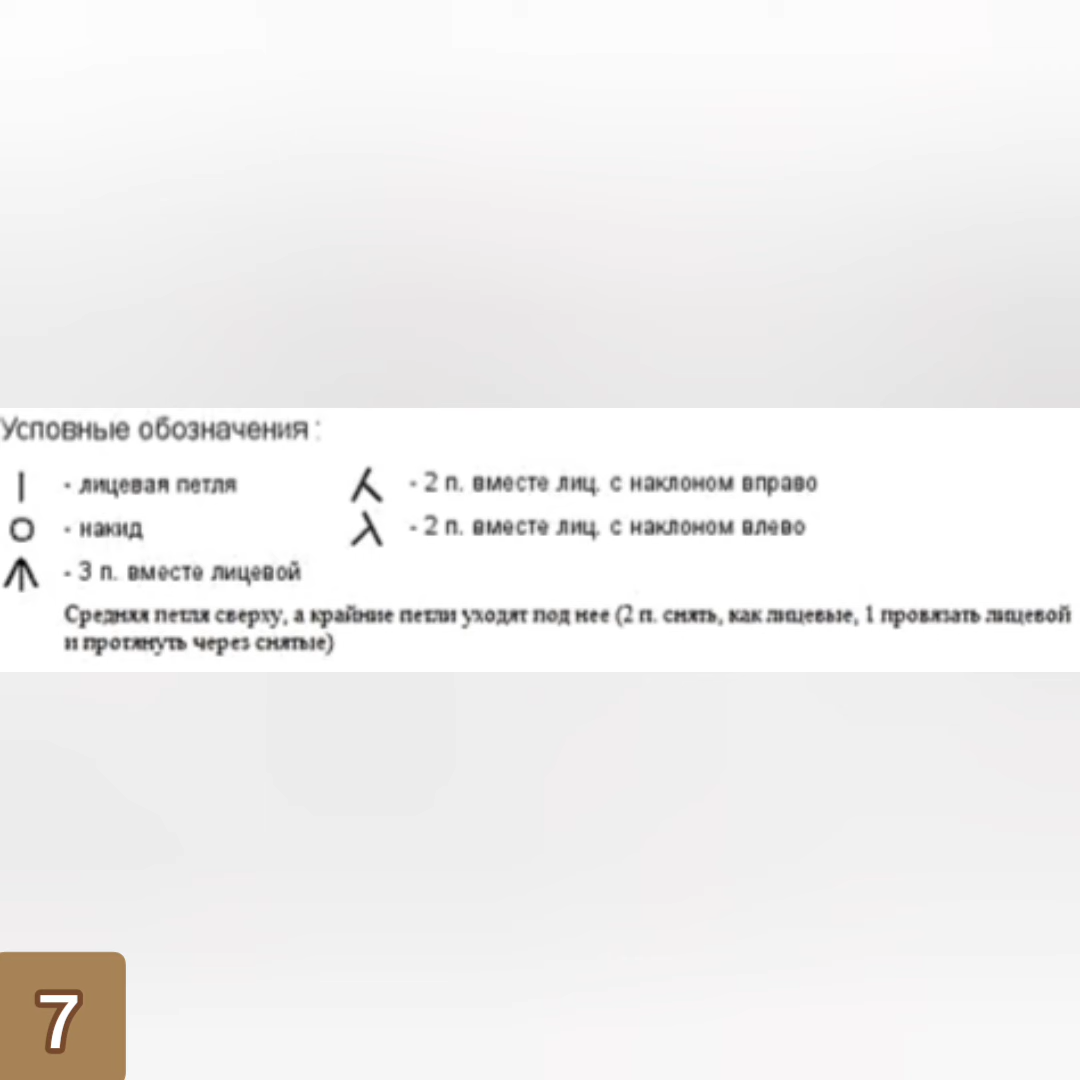 Условные обозначения :
| - лицевая петля
- 2 п. вместе лиц. с наклоном вправо
O - накид
- 2 п. вместе лиц. с наклоном влево
- 3 п. вместе лицевой
Средняя петля сверху, а крайние петли уходят под нее (2 п. снять, как лицевые, 1 провязать лицевой
и протянуть через снятые)
7